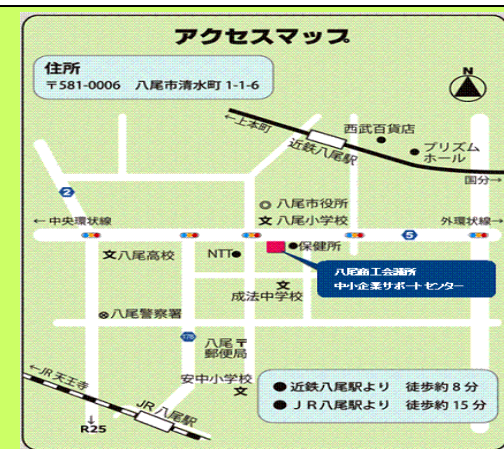 アクセスマップ
住所
〒581-0006 八尾市清水町 1-1-6
N
←上本町
近鉄八尾駅
西武百貨店
プリズム
ホール
国分→
2
◎八尾市役所
文八尾小学校
←中央環状線
5
外環状線→
文八尾高校
NTT●
●保健所
八尾商工会議所
中小企業サポートセンター
文
成法中学校
⊗八尾警察署
八尾〒
郵便局
安中小学校
文
←JR天王寺
JR八尾駅
↓
R25
●近鉄八尾駅より 徒歩約8分
●JR八尾駅より 徒歩約15分